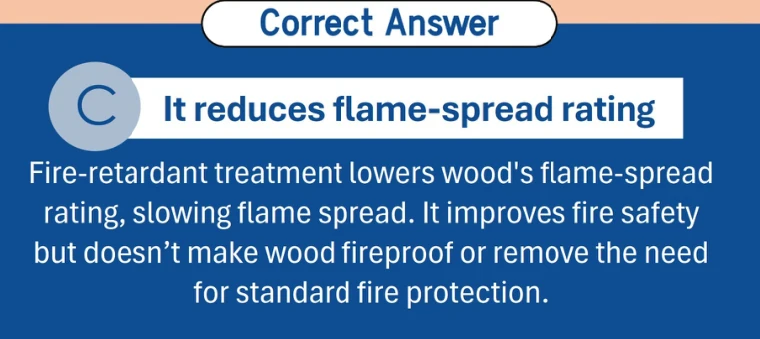 Correct Answer
C
It reduces flame-spread rating
Fire-retardant treatment lowers wood's flame-spread
rating, slowing flame spread. It improves fire safety
but doesn’t make wood fireproof or remove the need
for standard fire protection.